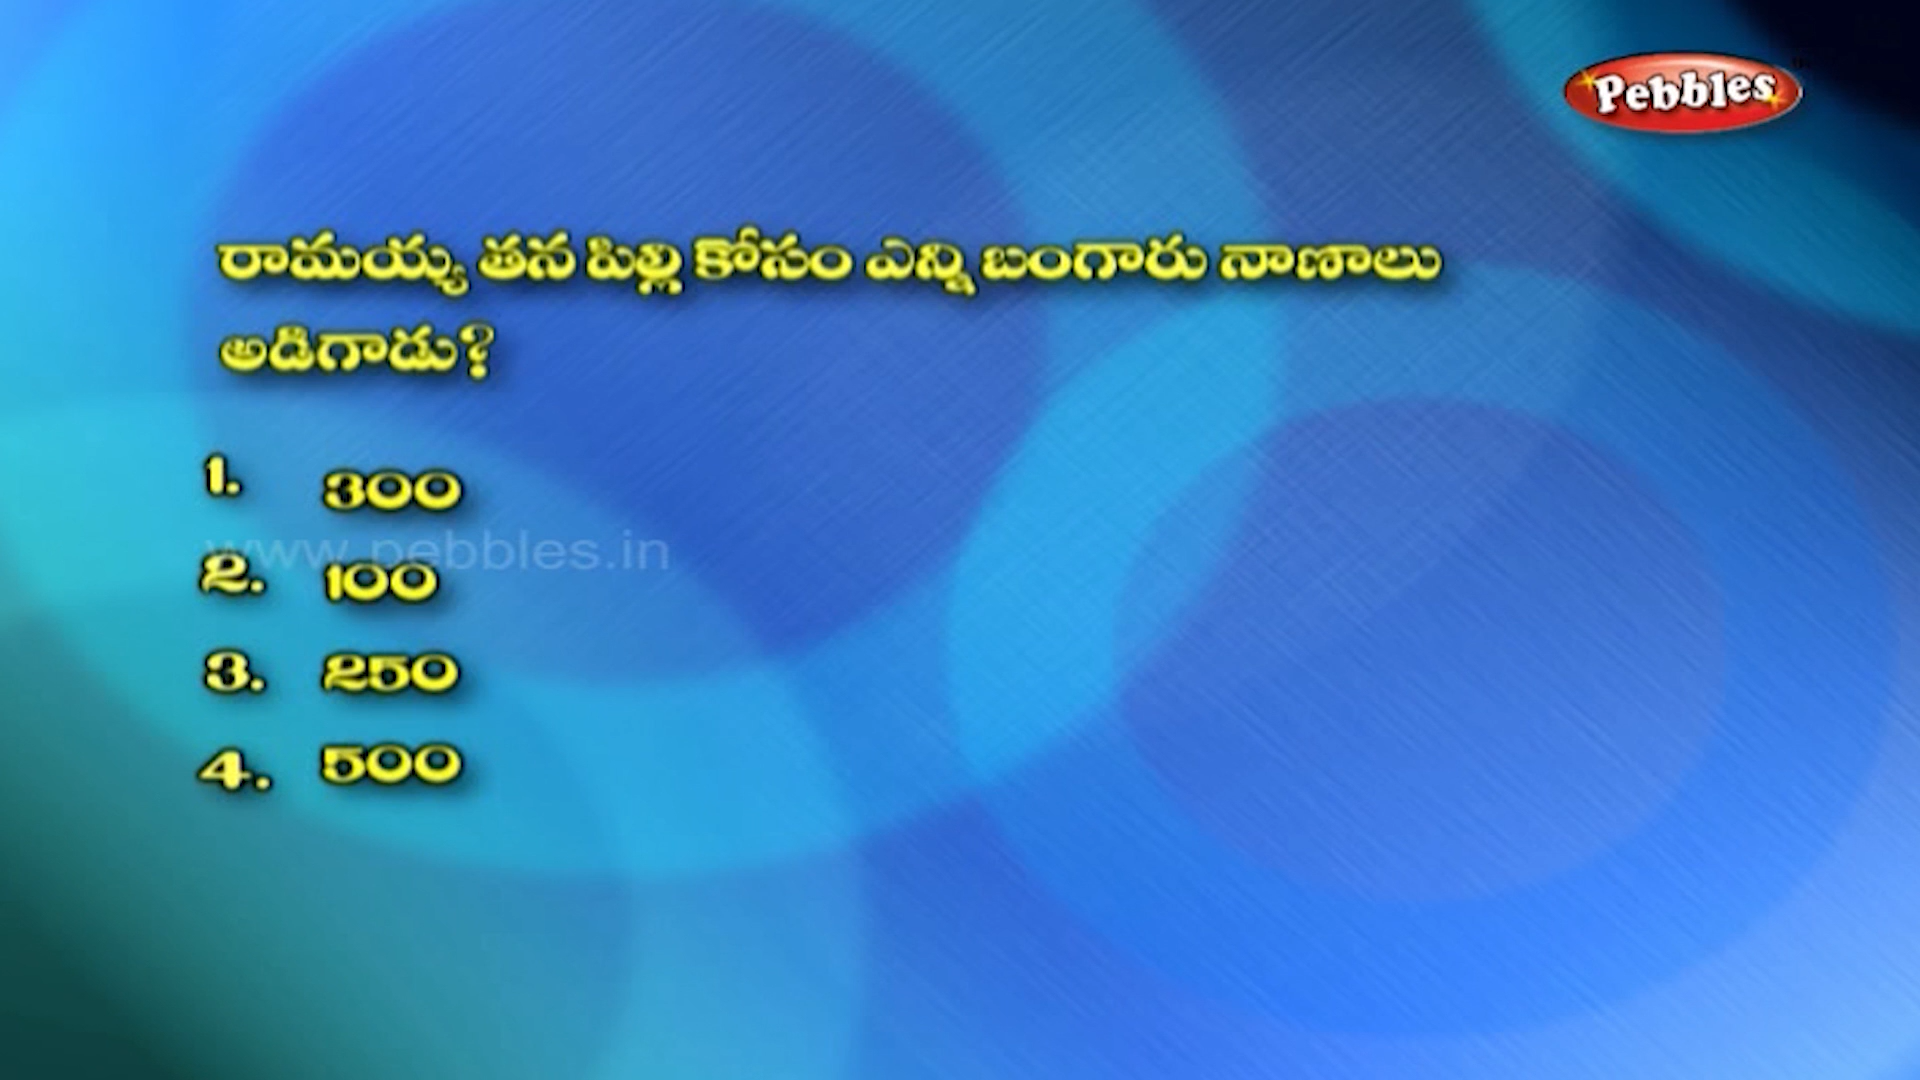 Pebbles
రామయ్య తన పిల్లి కోసం ఎన్ని బంగారు నాణాలు
అడిగాడు?
1. 300
www.pebbles.in
2. 100
3. 250
4. 500